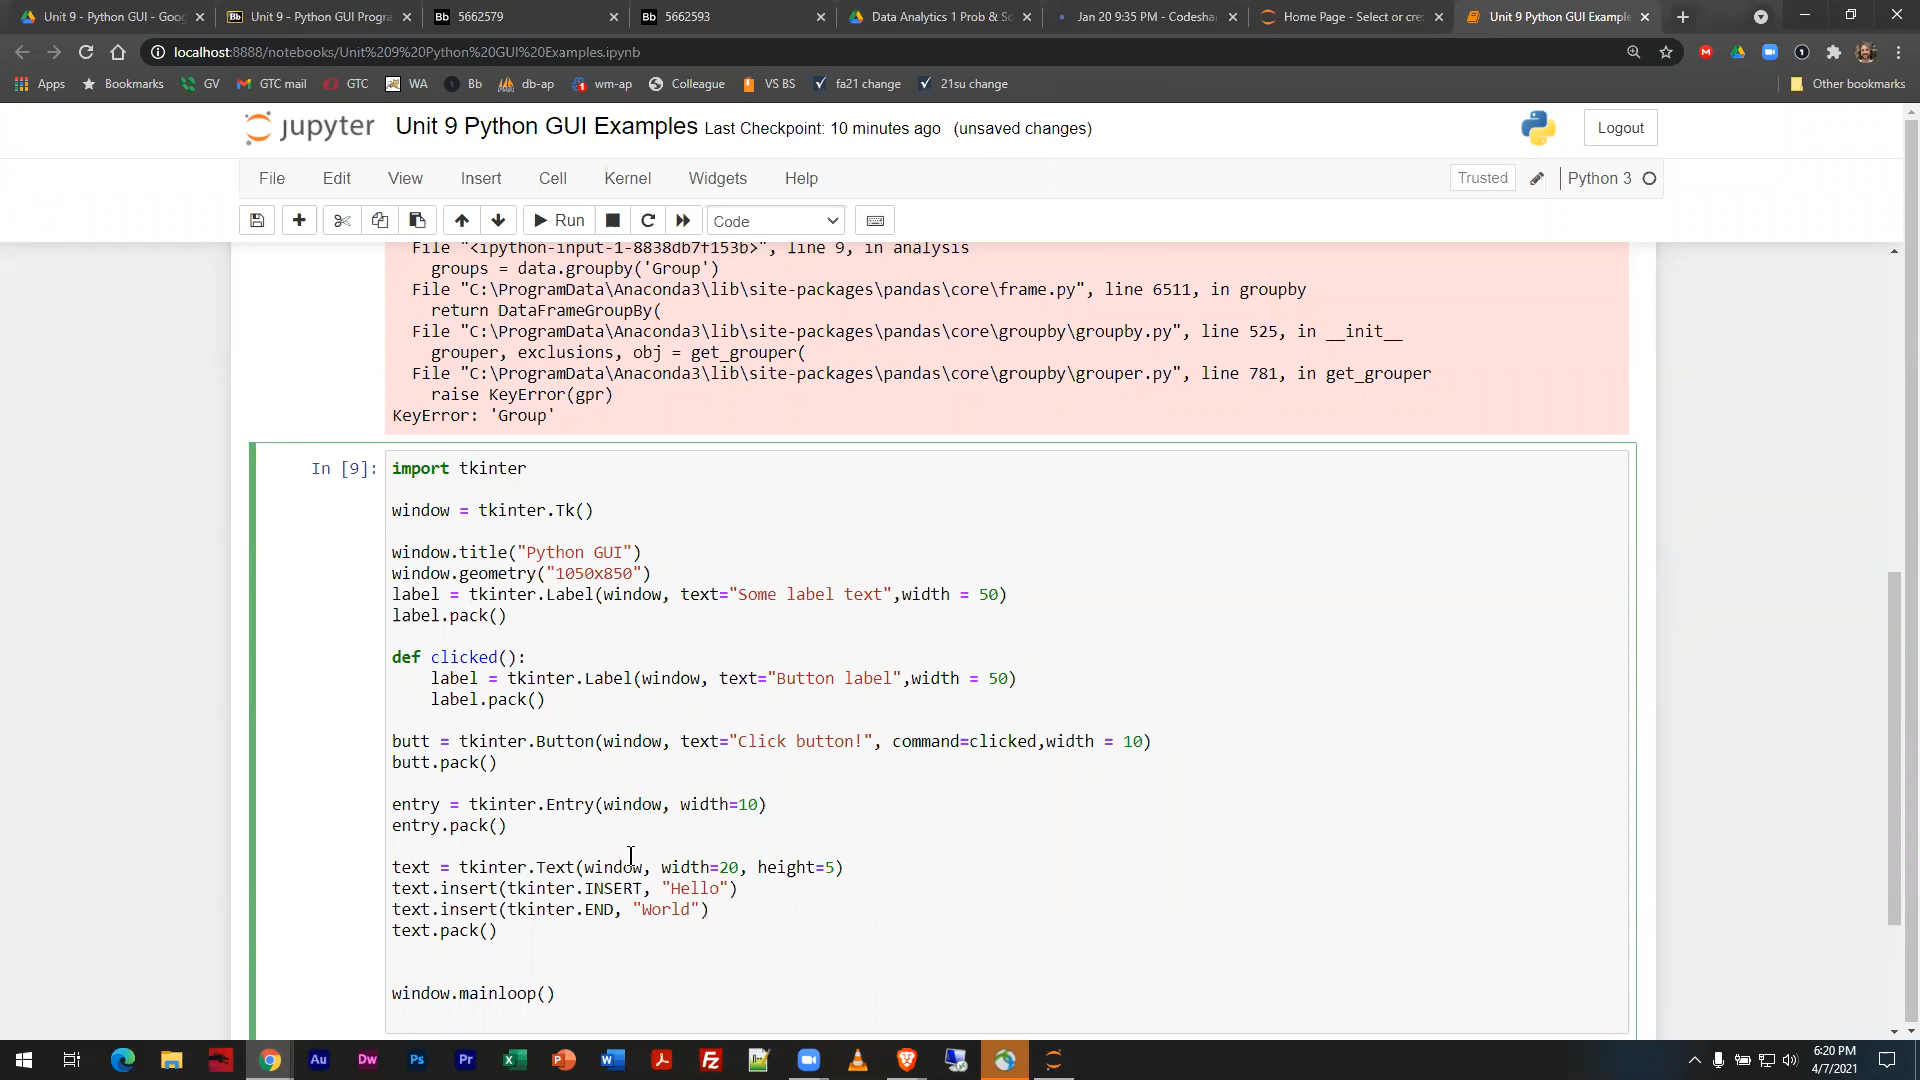 Unit 9 - Python GUI - Goo
Unit 9 - Python GUI Progra
5662579
5662593
Data Analytics 1 Prob & Sc
Jan 20 9:35 PM - Codesha
Home Page - Select or cre
Unit 9 Python GUI Example
localhost:8888/notebooks/Unit%209%20Python%20GUI%20Examples.ipynb
Apps
Bookmarks
GV
GTC mail
GTC
WA
Bb
db-ap
wm-ap
Colleague
VS BS
fa21 change
21su change
Other bookmarks
jupyter
Unit 9 Python GUI Examples Last Checkpoint: 10 minutes ago (unsaved changes)
Logout
File
Edit
View
Insert
Cell
Kernel
Widgets
Help
Trusted
Python 3
Run
Code
File "<ipython-input-1-8838db7f153b>", line 9, in analysis
groups = data.groupby('Group')
File "C:\ProgramData\Anaconda3\lib\site-packages\pandas\core\frame.py", line 6511, in groupby
return DataFrameGroupBy(
File "C:\ProgramData\Anaconda3\lib\site-packages\pandas\core\groupby\groupby.py", line 525, in __init__
grouper, exclusions, obj = get_grouper(
File "C:\ProgramData\Anaconda3\lib\site-packages\pandas\core\groupby\grouper.py", line 781, in get_grouper
raise KeyError(gpr)
KeyError: 'Group'
In [9]:
import tkinter
window = tkinter.Tk()
window.title("Python GUI")
window.geometry("1050x850")
label = tkinter.Label(window, text="Some label text",width = 50)
label.pack()
def clicked():
label = tkinter.Label(window, text="Button label",width = 50)
label.pack()
butt = tkinter.Button(window, text="Click button!", command=clicked,width = 10)
butt.pack()
entry = tkinter.Entry(window, width=10)
entry.pack()
text = tkinter.Text(window, width=20, height=5)
text.insert(tkinter.INSERT, "Hello")
text.insert(tkinter.END, "World")
text.pack()
window.mainloop()
6:20 PM
4/7/2021